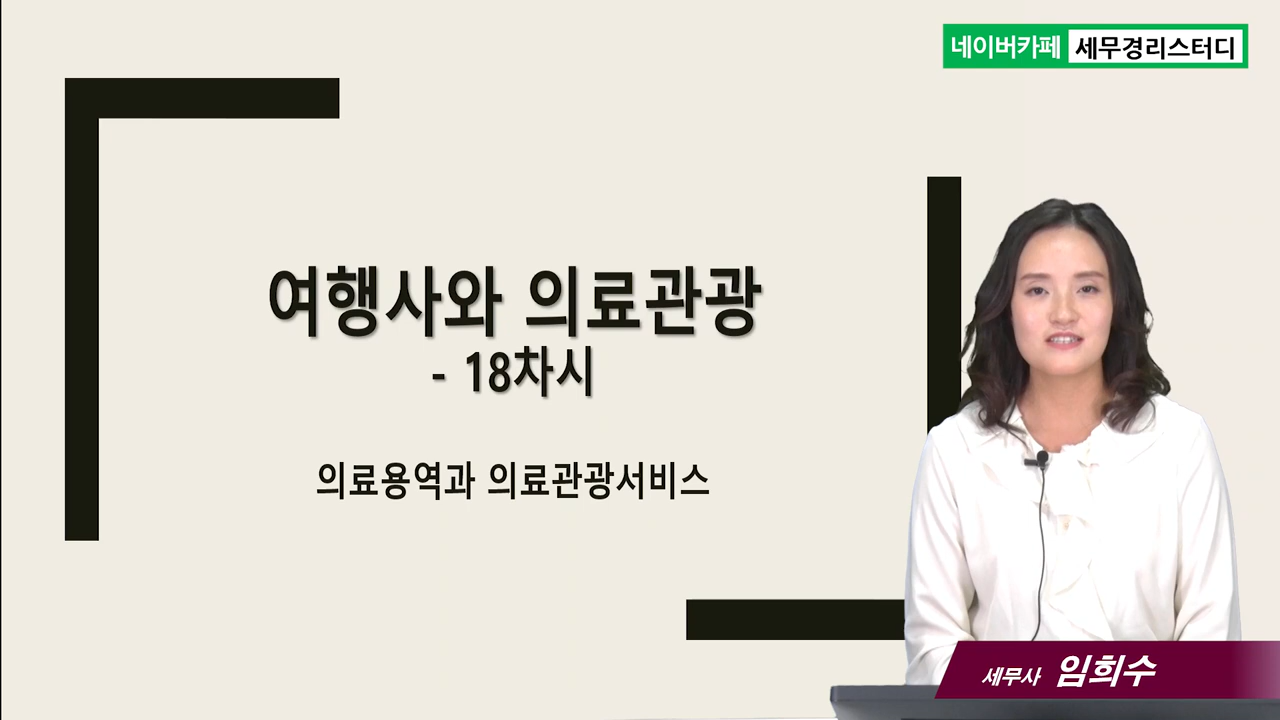 네이버카페 세무경리스터디
여행사와 의료관광
- 18차시
의료용역과 의료관광서비스
세무사 임희수